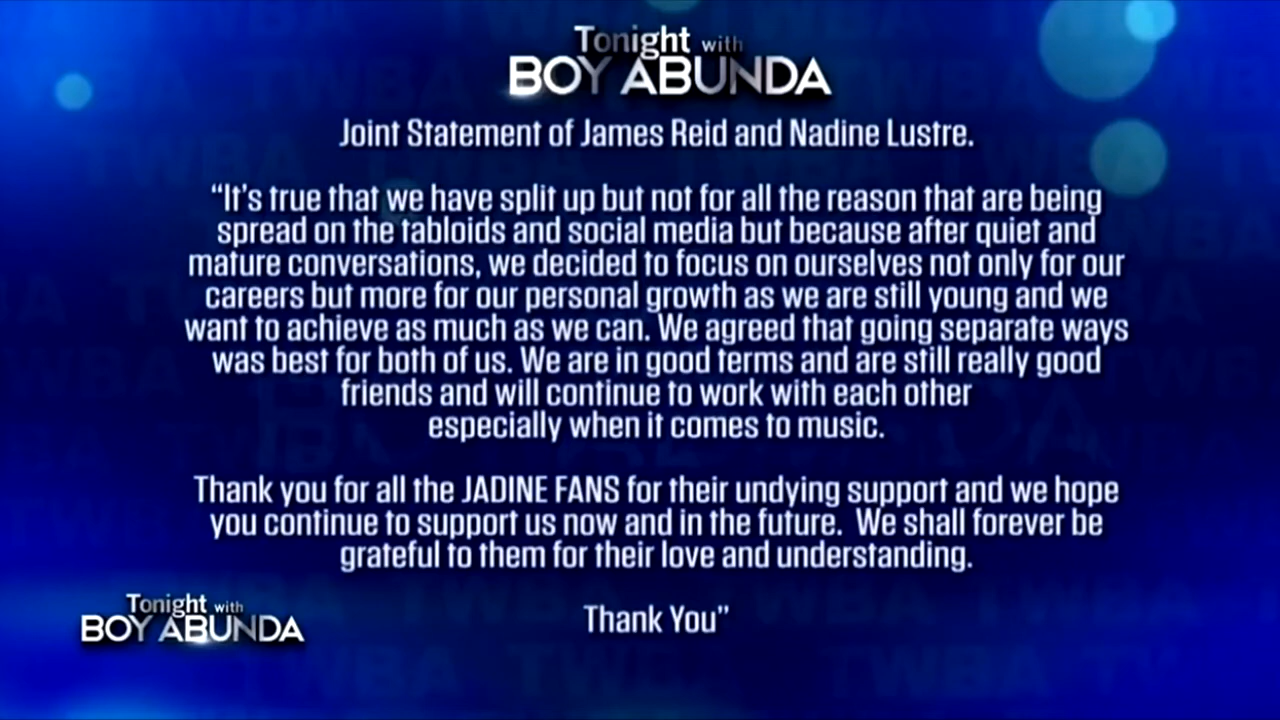 Tonight with
BOY ABUNDA
Joint Statement of James Reid and Nadine Lustre.
“It's true that we have split up but not for all the reason that are being
spread on the tabloids and social media but because after quiet and
mature conversations, we decided to focus on ourselves not only for our
careers but more for our personal growth as we are still young and we
want to achieve as much as we can. We agreed that going separate ways
was best for both of us. We are in good terms and are still really good
friends and will continue to work with each other
especially when it comes to music.
Thank you for all the JADINE FANS for their undying support and we hope
you continue to support us now and in the future.  We shall forever be
grateful to them for their love and understanding.
Thank You”
Tonight with
BOY ABUNDA